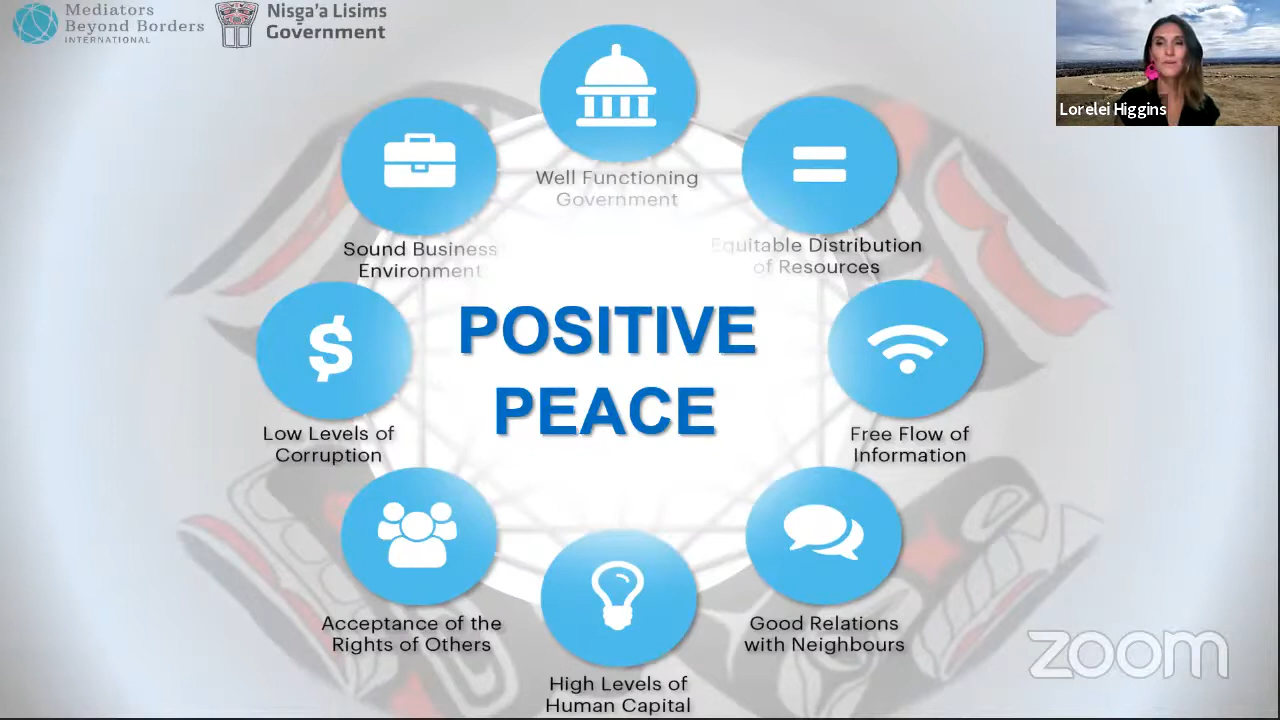 Mediators
Beyond Borders
INTERNATIONAL
Nisg̱a'a Lisims
Government
Lorelei Higgins
Well Functioning
Government
Sound Business
Environment
Equitable Distribution
of Resources
POSITIVE
PEACE
Low Levels of
Corruption
Free Flow of
Information
Acceptance of the
Rights of Others
Good Relations
with Neighbours
High Levels of
Human Capital
zoom